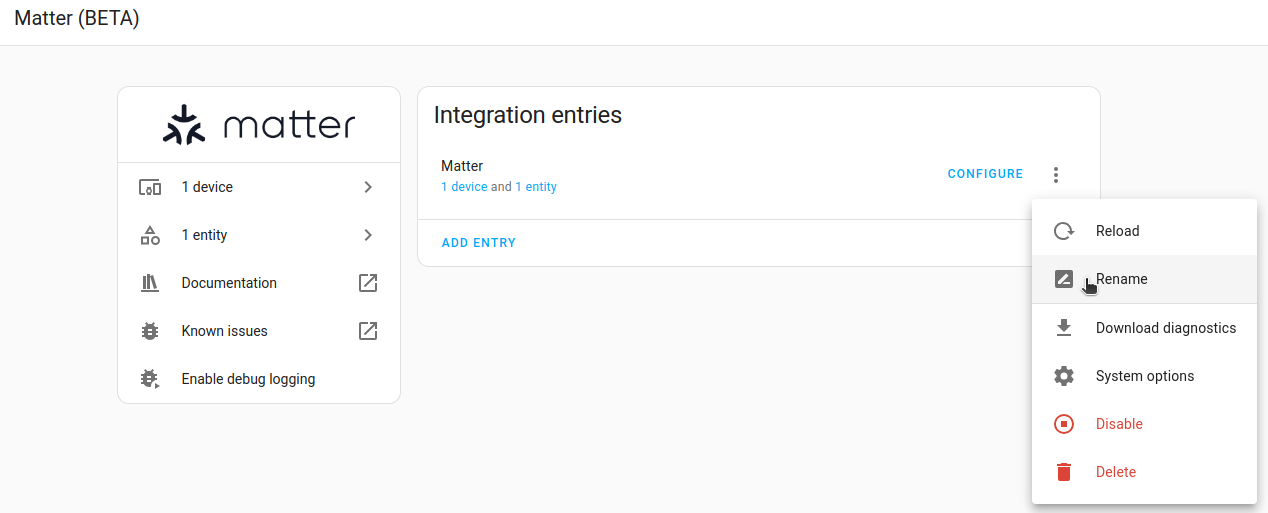 Matter (BETA)
matter
1 device
1 entity
Documentation
Known issues
Enable debug logging
Integration entries
Matter
1 device and 1 entity
CONFIGURE
ADD ENTRY
Reload
Rename
Download diagnostics
System options
Disable
Delete